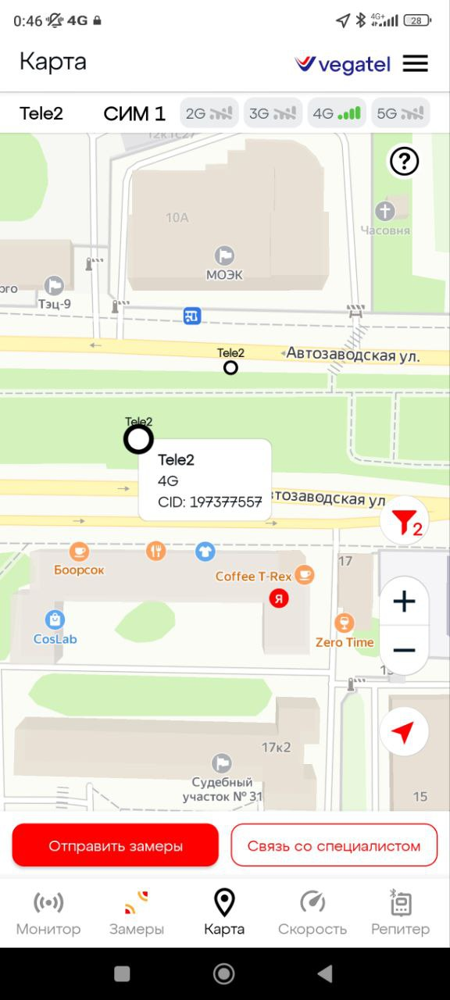 0:46 4G 4G+ 28
Карта vegatel
Tele2 СИМ 1 2G 3G 4G 5G
?
10А
Часовня
МОЭК
Тэц-9
Tele2
Автозаводская ул.
Tele2
Tele2
4G
CID: 197377557
втозаводская ул
2
17
Боорсок
Coffee T-Rex
Я
CosLab
Zero Time
17к2
Судебный
участок № 31
15
Отправить замеры Связь со специалистом
Монитор Замеры Карта Скорость Репитер